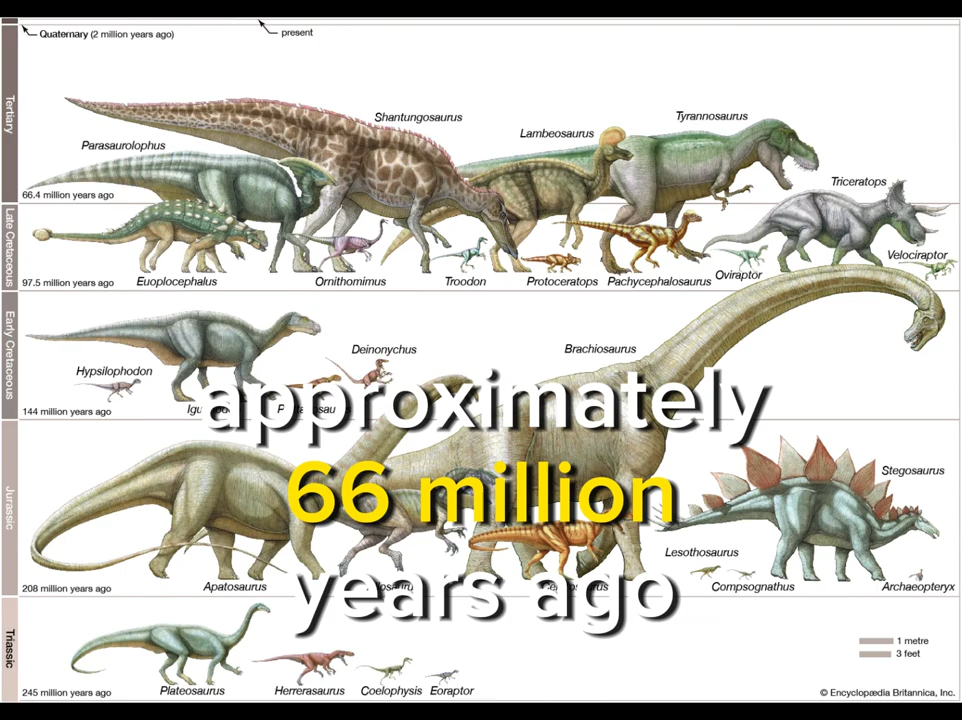 Quaternary (2 million years ago)
present
Tertiary
Shantungosaurus
Tyrannosaurus
Lambeosaurus
Parasaurolophus
Triceratops
66.4 million years ago
Late Cretaceous
Velociraptor
Oviraptor
97.5 million years ago
Euoplocephalus
Ornithomimus
Troodon
Protoceratops
Pachycephalosaurus
Early Cretaceous
Deinonychus
Brachiosaurus
Hypsilophodon
144 million years ago
approximately
66 million
years ago
Jurassic
Stegosaurus
Lesothosaurus
208 million years ago
Apatosaurus
Compsognathus
Archaeopteryx
Triassic
1 metre
3 feet
245 million years ago
Plateosaurus
Herrerasaurus
Coelophysis
Eoraptor
© Encyclopædia Britannica, Inc.